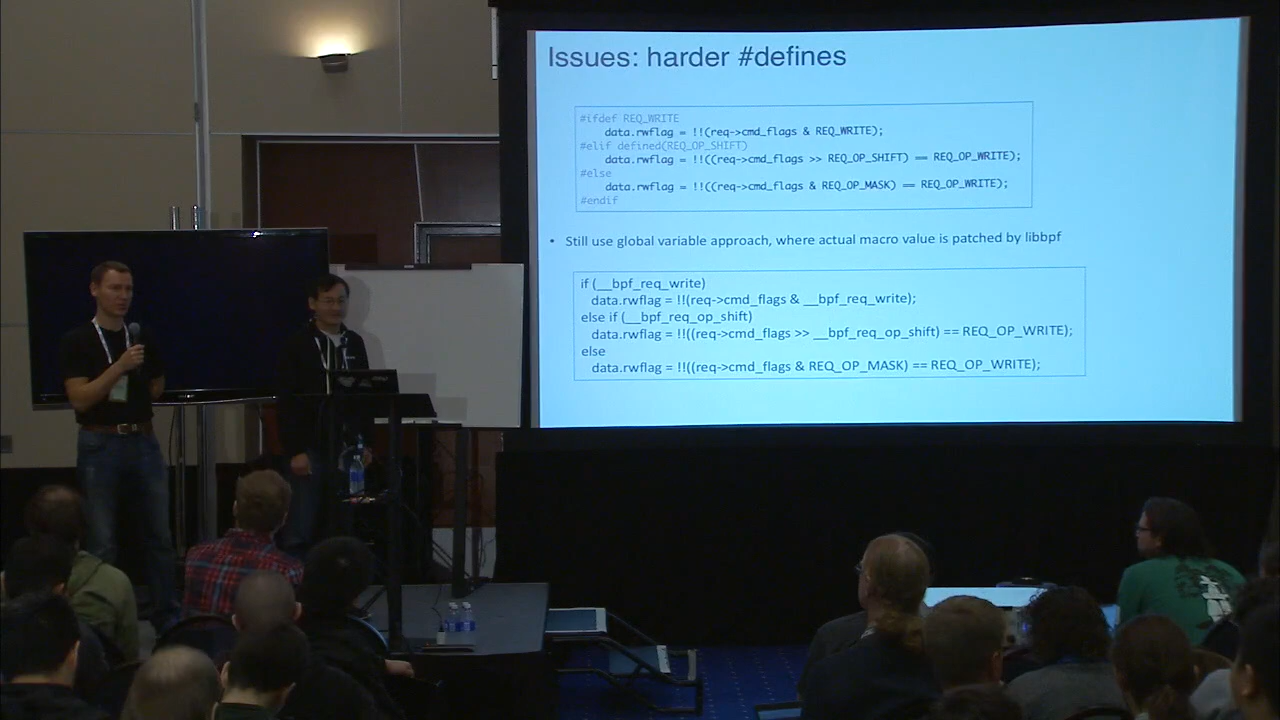 Issues: harder #defines
#ifdef REQ_WRITE
data.rwflag = !!(req->cmd_flags & REQ_WRITE);
#elif defined(REQ_OP_SHIFT)
data.rwflag = !!((req->cmd_flags >> REQ_OP_SHIFT) == REQ_OP_WRITE);
#else
data.rwflag = !!((req->cmd_flags & REQ_OP_MASK) == REQ_OP_WRITE);
#endif
• Still use global variable approach, where actual macro value is patched by libbpf
if (__bpf_req_write)
data.rwflag = !!(req->cmd_flags & __bpf_req_write);
else if (__bpf_req_op_shift)
data.rwflag = !!((req->cmd_flags >> __bpf_req_op_shift) == REQ_OP_WRITE);
else
data.rwflag = !!((req->cmd_flags & REQ_OP_MASK) == REQ_OP_WRITE);